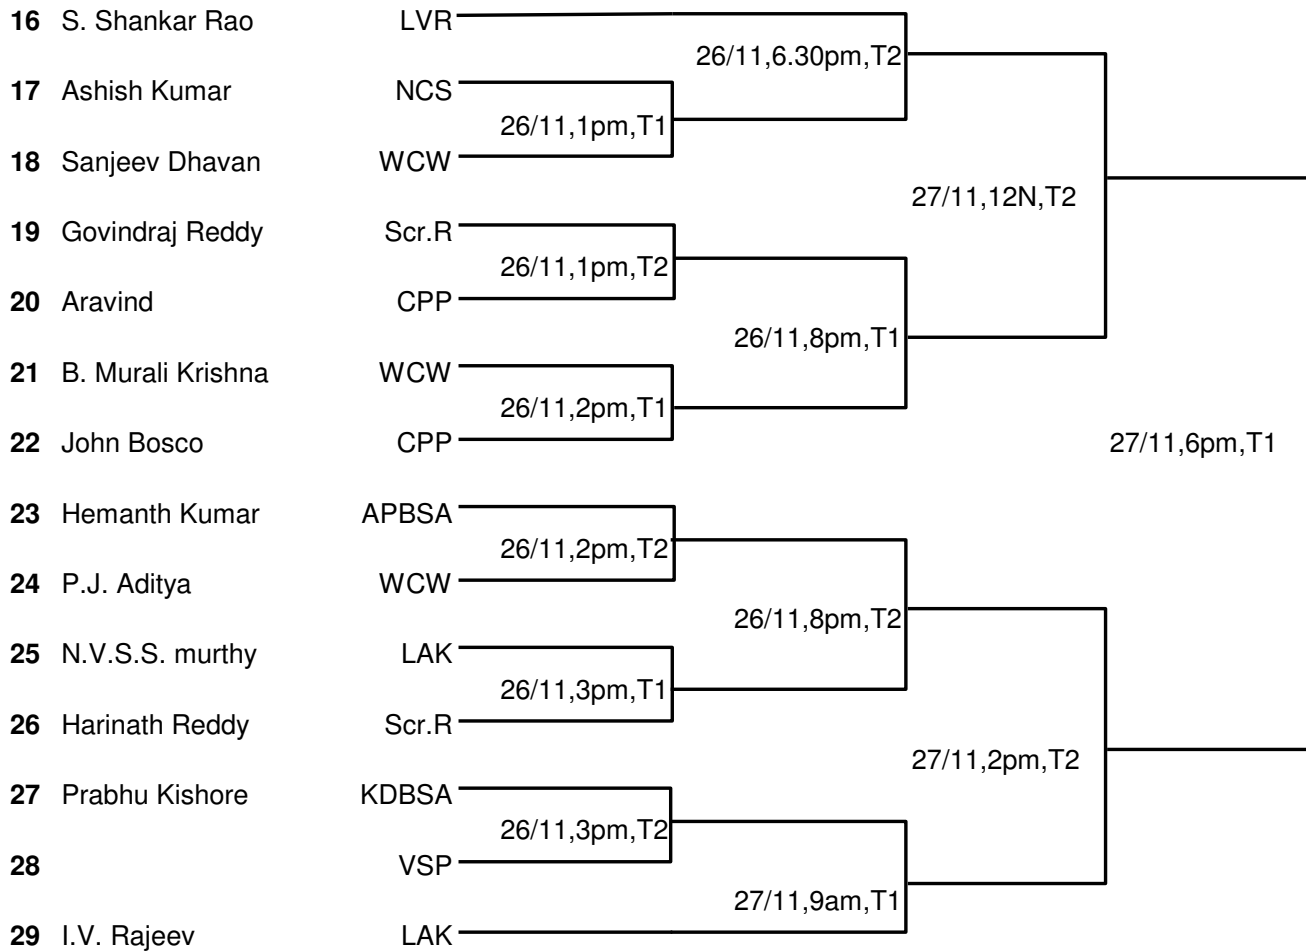 16 S. Shankar Rao LVR
26/11,6.30pm,T2
17 Ashish Kumar NCS
26/11,1pm,T1
18 Sanjeev Dhavan WCW
27/11,12N,T2
19 Govindraj Reddy Scr.R
26/11,1pm,T2
20 Aravind CPP
26/11,8pm,T1
21 B. Murali Krishna WCW
26/11,2pm,T1
22 John Bosco CPP
27/11,6pm,T1
23 Hemanth Kumar APBSA
26/11,2pm,T2
24 P.J. Aditya WCW
26/11,8pm,T2
25 N.V.S.S. murthy LAK
26/11,3pm,T1
26 Harinath Reddy Scr.R
27/11,2pm,T2
27 Prabhu Kishore KDBSA
26/11,3pm,T2
28 VSP
27/11,9am,T1
29 I.V. Rajeev LAK